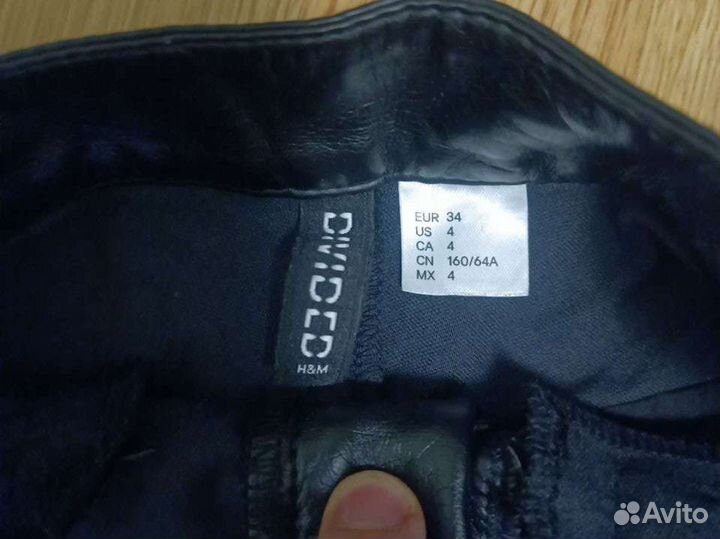 DIVIDED
H&M
EUR 34
US 4
CA 4
CN 160/64A
MX 4
Avito